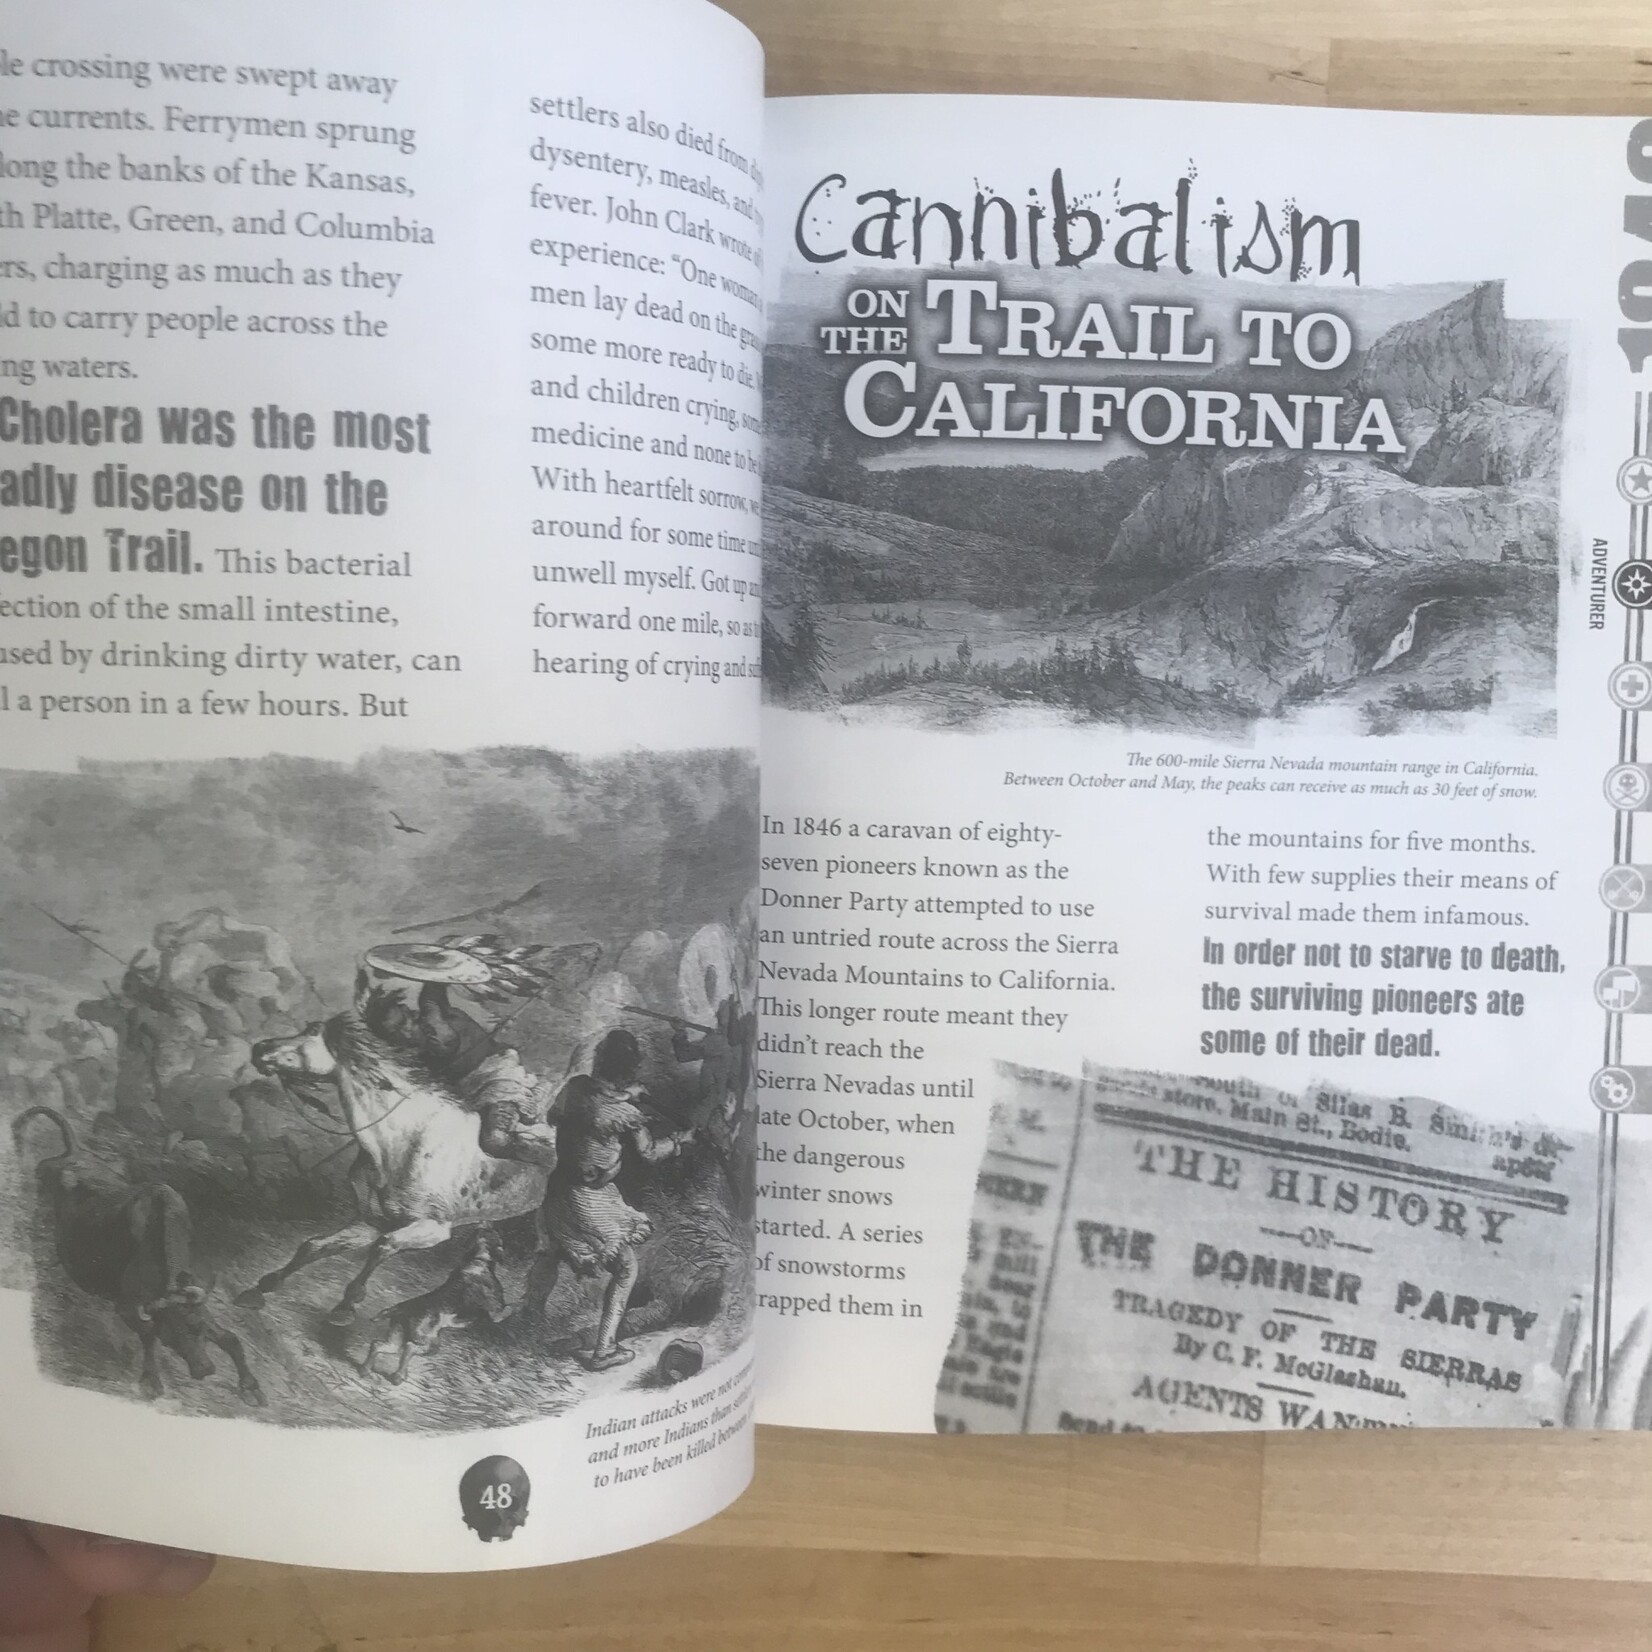 crossing were swept away
currents. Ferrymen sprung
the banks of the Kansas,
Platte, Green, and Columbia
charging as much as they
to carry people across the
waters.
Cholera was the most
disease on the
Trail. This bacterial
of the small intestine,
by drinking dirty water, can
a person in a few hours. But
settlers also died from
dysentery, measles, and
fever. John Clark wrote
experience: “One woman
men lay dead on the
some more ready to die.
and children crying,
medicine and none to
With heartfelt sorrow,
around for some time
unwell myself. Got up
forward one mile, so as
hearing of crying and
Indian attacks were not
and more Indians than
to have been killed between
48
Cannibalism
ON THE TRAIL TO
CALIFORNIA
The 600-mile Sierra Nevada mountain range in California.
Between October and May, the peaks can receive as much as 30 feet of snow.
In 1846 a caravan of eighty-
seven pioneers known as the
Donner Party attempted to use
an untried route across the Sierra
Nevada Mountains to California.
This longer route meant they
didn’t reach the
Sierra Nevadas until
late October, when
the dangerous
winter snows
started. A series
of snowstorms
rapped them in
the mountains for five months.
With few supplies their means of
survival made them infamous.
In order not to starve to death,
the surviving pioneers ate
some of their dead.
of Silas B. Smith's
store, Main St., Bodie.
THE HISTORY
—OF—
THE DONNER PARTY
TRAGEDY OF THE SIERRAS
By C. F. McGlashan.
AGENTS
ADVENTURER